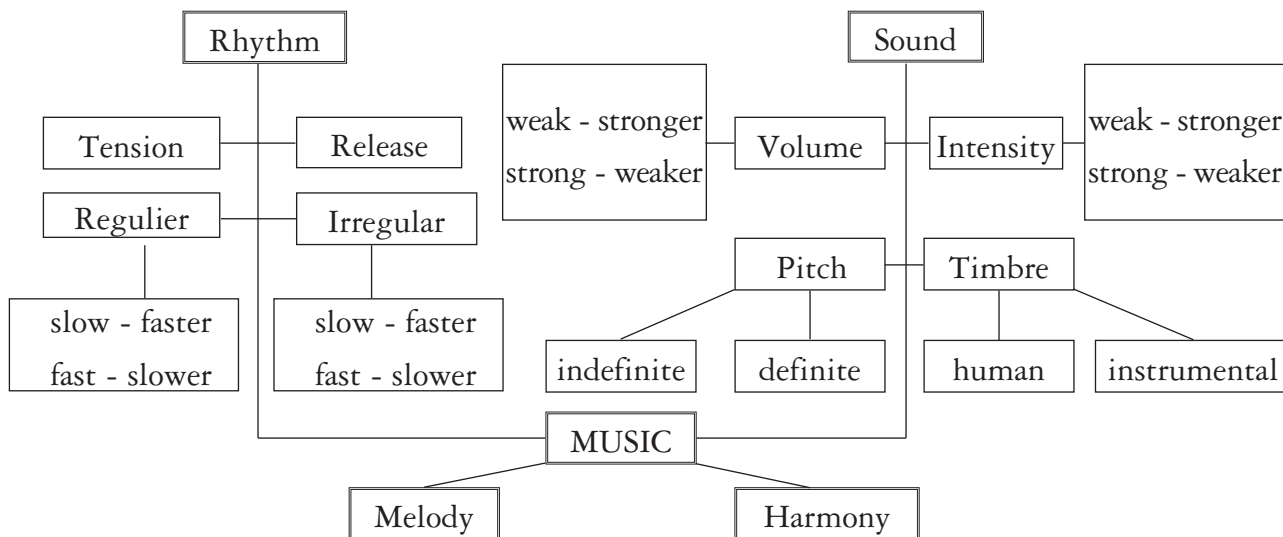 Rhythm
Sound
weak - stronger
strong - weaker
weak - stronger
strong - weaker
Tension
Release
Volume
Intensity
Regulier
Irregular
Pitch
Timbre
slow - faster
fast - slower
slow - faster
fast - slower
indefinite
definite
human
instrumental
MUSIC
Melody
Harmony